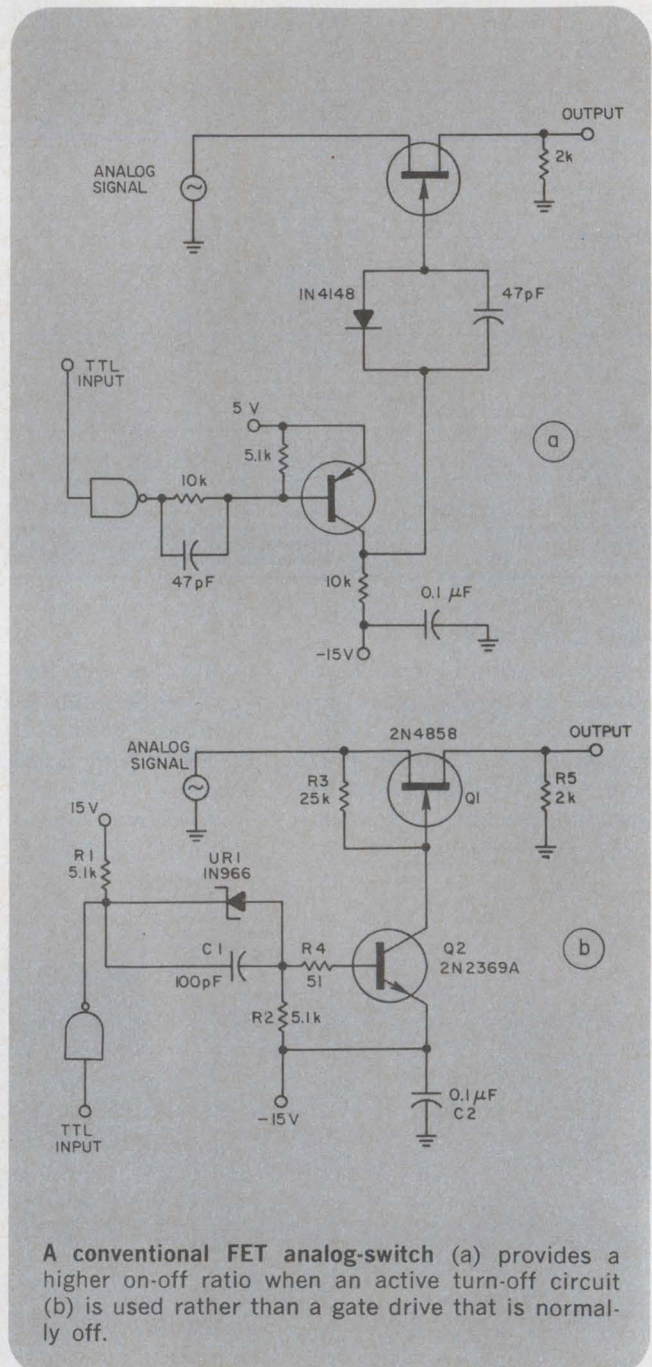 OUTPUT
ANALOG
SIGNAL
2k
1N4148
47pF
TTL
INPUT
5 V
5.1k
10k
47pF
a
10k
0.1 µF
-15V
2N4858
OUTPUT
ANALOG
SIGNAL
R3
25k
Q1
R5
2k
15V
R1
5.1k
UR1
1N966
C1
100pF
R4
51
Q2
2N2369A
b
R2
5.1k
-15V
0.1µF
C2
TTL
INPUT
A conventional FET analog-switch (a) provides a
higher on-off ratio when an active turn-off circuit
(b) is used rather than a gate drive that is normal-
ly off.